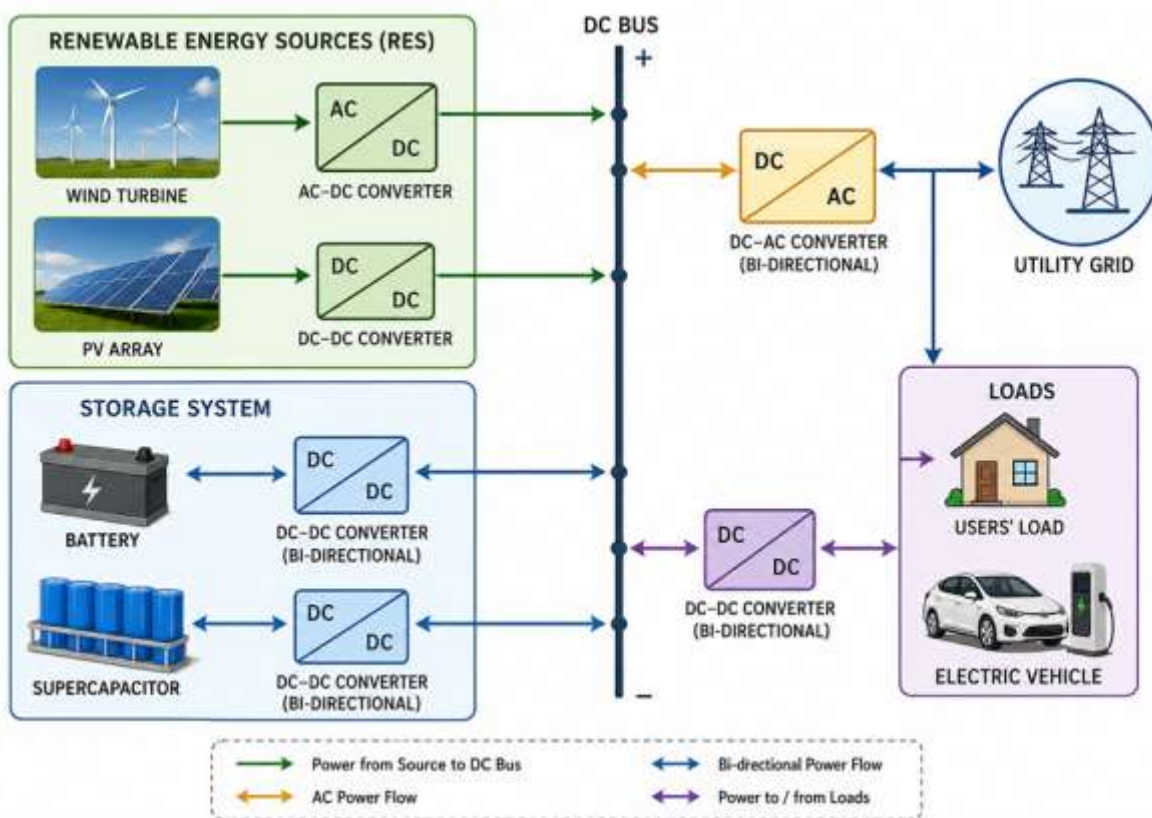 RENEWABLE ENERGY SOURCES (RES)
AC
DC
WIND TURBINE
AC–DC CONVERTER
DC
DC
PV ARRAY
DC–DC CONVERTER
STORAGE SYSTEM
DC
DC
BATTERY
DC–DC CONVERTER
(BI-DIRECTIONAL)
DC
DC
SUPERCAPACITOR
DC–DC CONVERTER
(BI-DIRECTIONAL)
DC BUS
+
−
DC
AC
DC–AC CONVERTER
(BI-DIRECTIONAL)
UTILITY GRID
DC
DC
DC–DC CONVERTER
(BI-DIRECTIONAL)
LOADS
USERS' LOAD
ELECTRIC VEHICLE
Power from Source to DC Bus
Bi-drectional Power Flow
AC Power Flow
Power to / from Loads